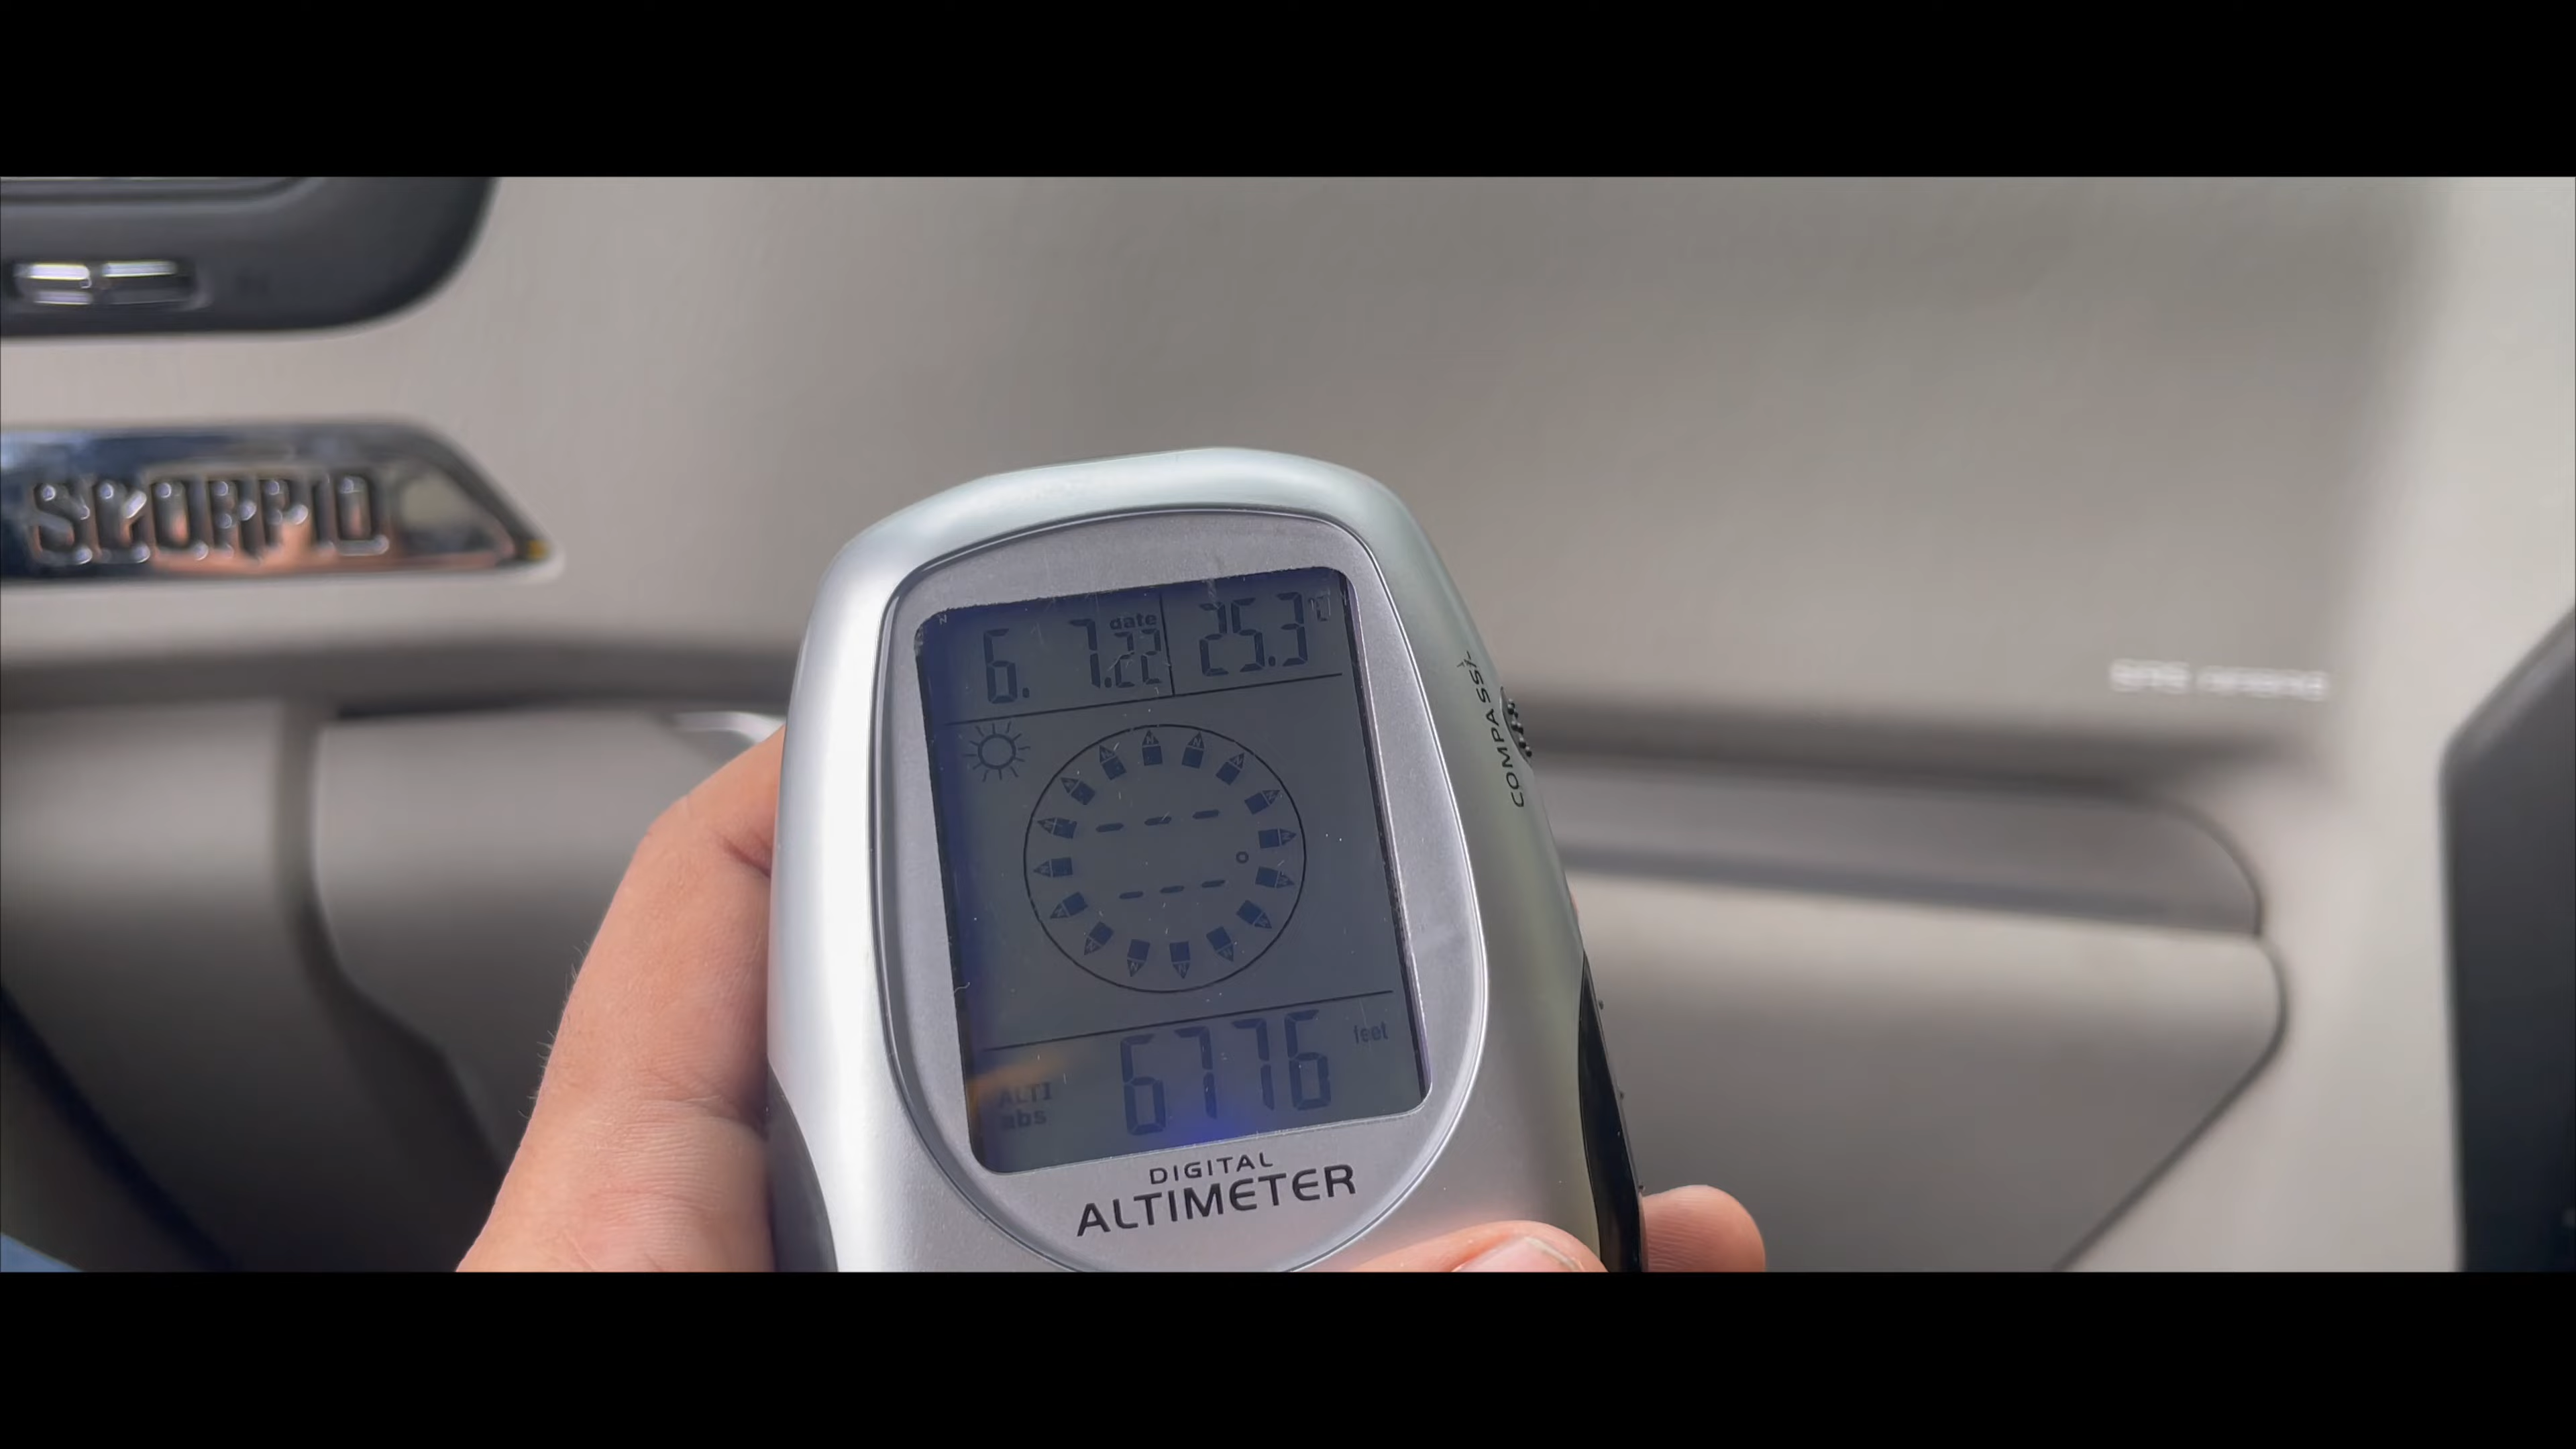 SCORPIO
date
6. 7.22
25.3 °C
COMPASS
ALTI
abs
6776
feet
DIGITAL
ALTIMETER